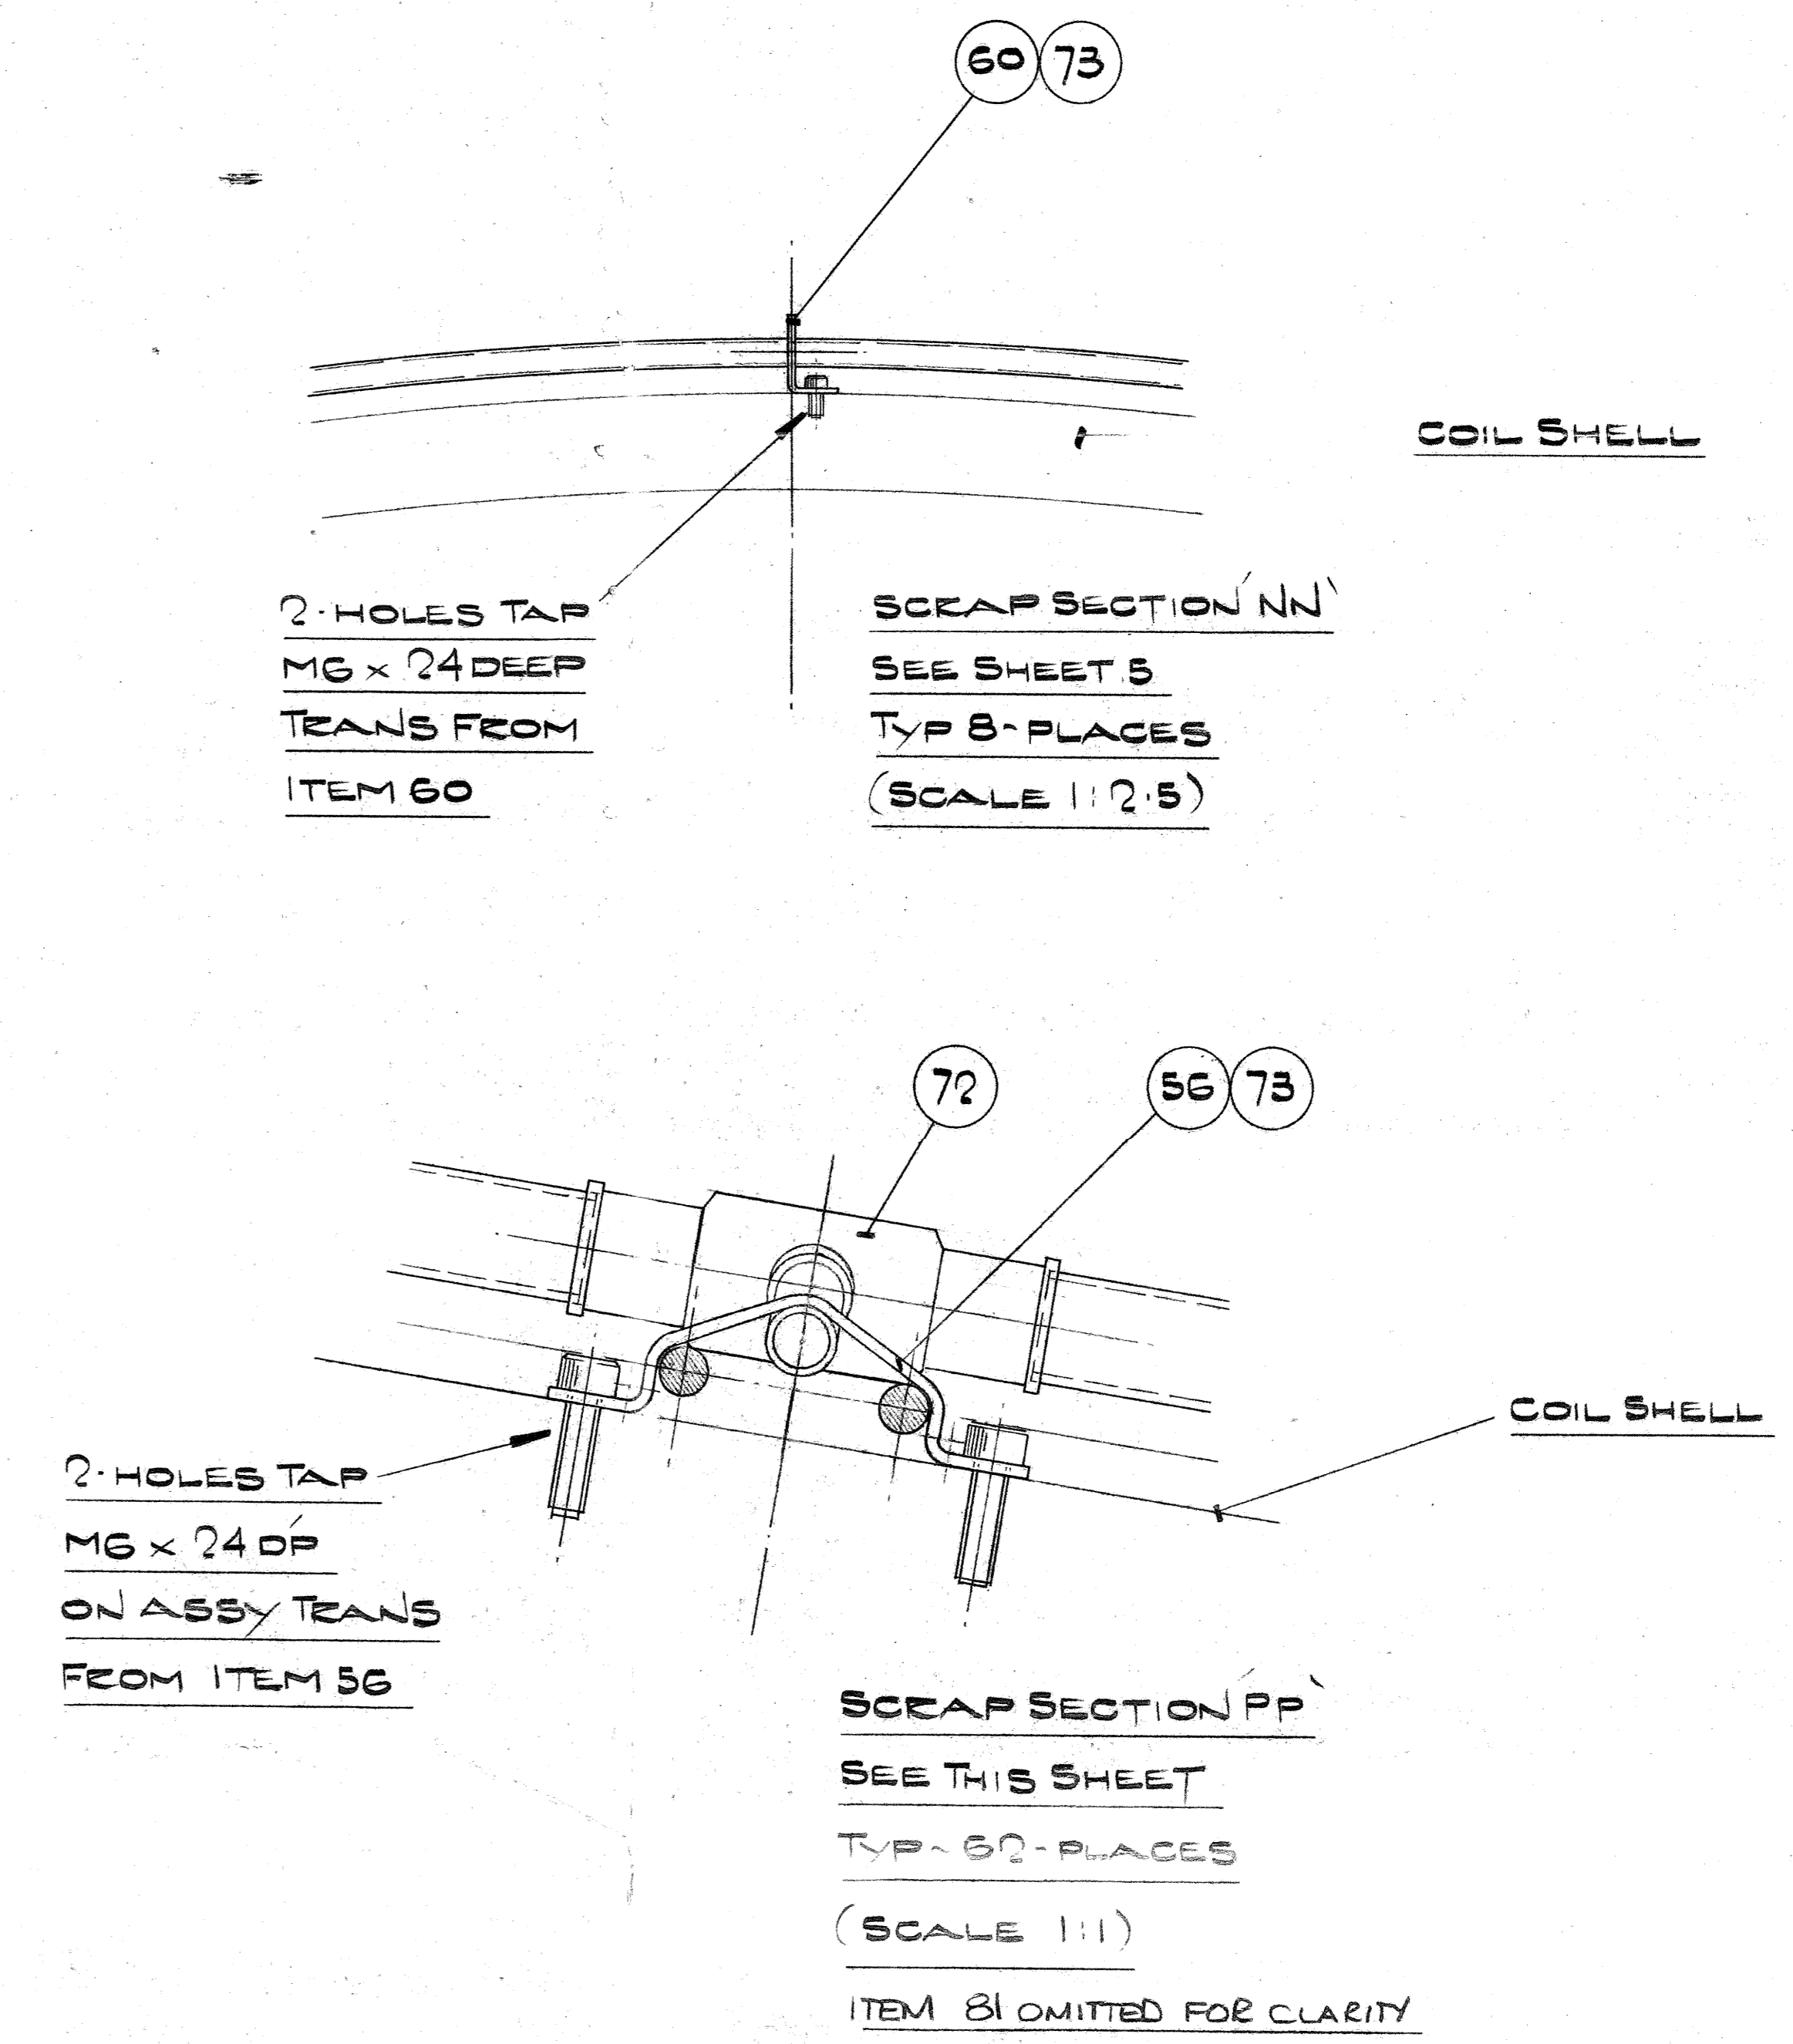 60 73
COIL SHELL
2-HOLES TAP
M6 x 24 DEEP
TRANS FROM
ITEM 60
SCRAP SECTION 'NN'
SEE SHEET 5
TYP 8-PLACES
(SCALE 1:2·5)
72 56 73
COIL SHELL
2-HOLES TAP
M6 x 24 DP
ON ASSY TRANS
FROM ITEM 56
SCRAP SECTION 'PP'
SEE THIS SHEET
TYP- 62-PLACES
(SCALE 1:1)
ITEM 81 OMITTED FOR CLARITY